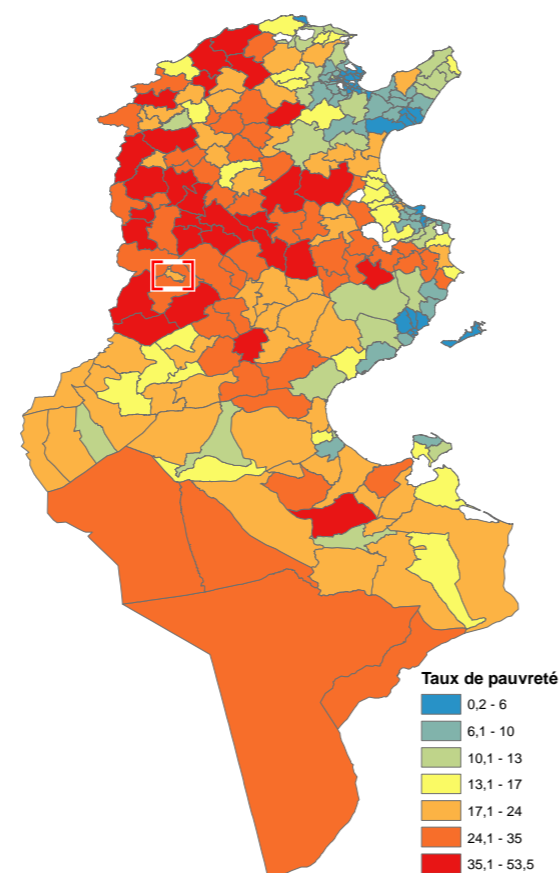 Taux de pauvreté
0,2 - 6
6,1 - 10
10,1 - 13
13,1 - 17
17,1 - 24
24,1 - 35
35,1 - 53,5